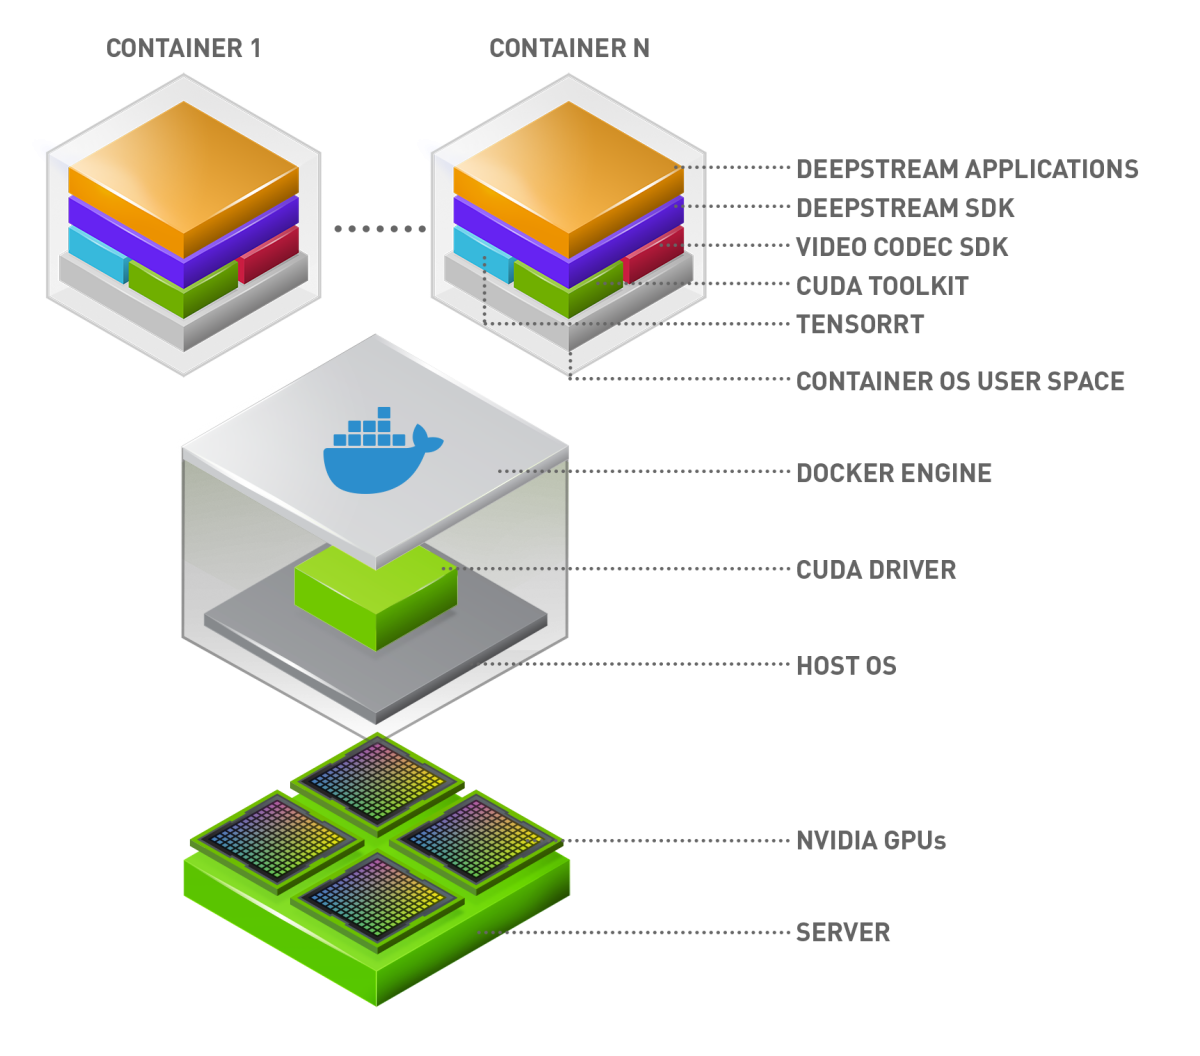 CONTAINER 1
CONTAINER N
DEEPSTREAM APPLICATIONS
DEEPSTREAM SDK
VIDEO CODEC SDK
CUDA TOOLKIT
TENSORRT
CONTAINER OS USER SPACE
DOCKER ENGINE
CUDA DRIVER
HOST OS
NVIDIA GPUs
SERVER